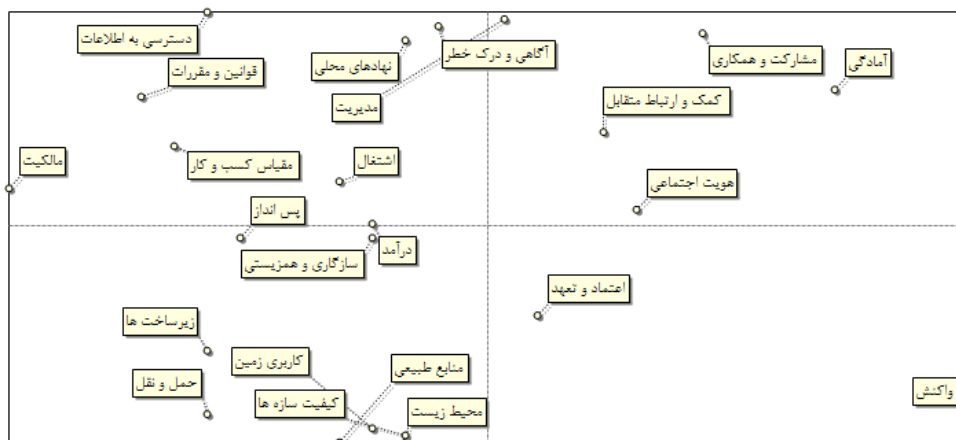 دسترسی به اطلاعات
آگاهی و درک خطر
نهادهای محلی
مشارکت و همکاری
قوانین و مقررات
آمادگی
مدیریت
کمک و ارتباط متقابل
مالکیت
مقیاس کسب و کار
اشتغال
هویت اجتماعی
پس انداز
درآمد
سازگاری و همزیستی
اعتماد و تعهد
زیرساخت ها
کاربری زمین
منابع طبیعی
حمل و نقل
کیفیت سازه ها
محیط زیست
واکنش